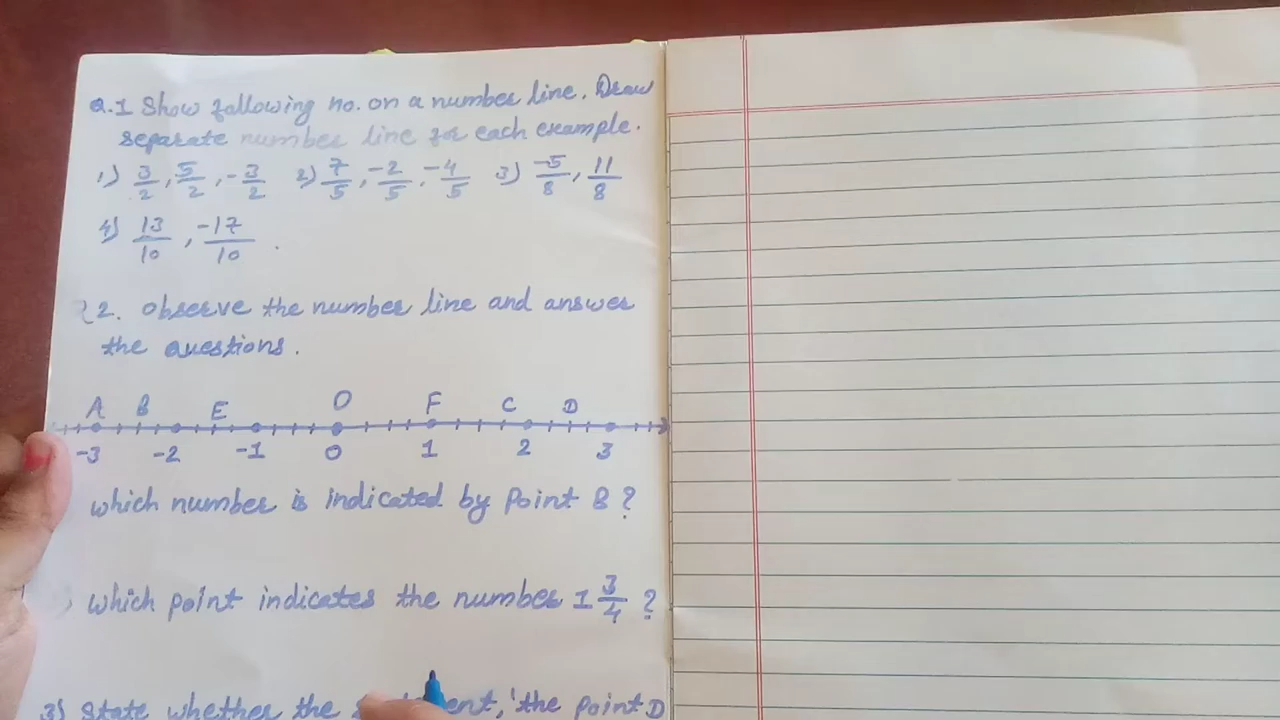 Q.1 Show following no. on a number line. Draw
separate number line for each example.
1) 3/2, 5/2, -3/2 2) 7/5, -2/5, -4/5 3) -5/8, 11/8
4) 13/10, -17/10.
2. Observe the number line and answer
the questions.
A B E O F C D
-3 -2 -1 0 1 2 3
which number is indicated by Point B?
which point indicates the number 1 3/4 ?
3) State whether the , 'the point D